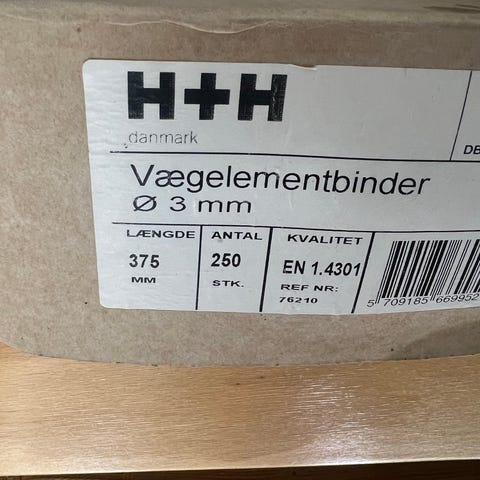 H+H
danmark
DB
Vægelementbinder
Ø 3 mm
LÆNGDE
375
MM
ANTAL
250
STK.
KVALITET
EN 1.4301
REF NR:
76210
5 709185 669952